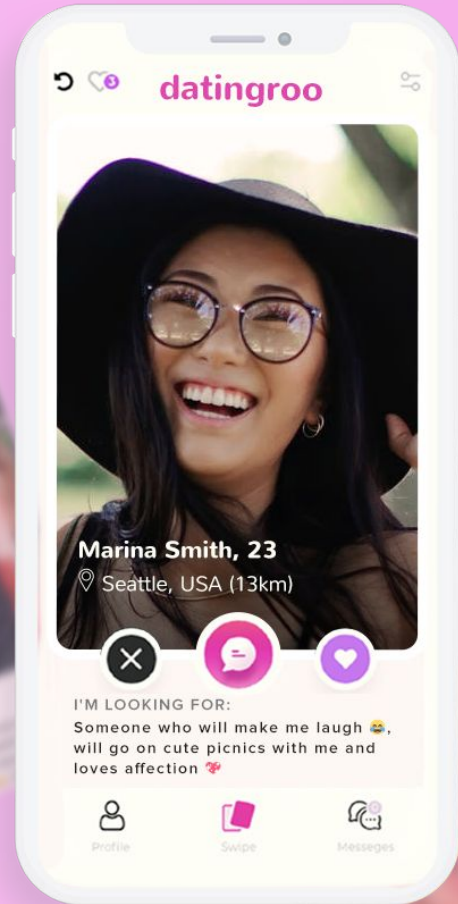 3
datingroo
Marina Smith, 23
Seattle, USA (13km)
I'M LOOKING FOR:
Someone who will make me laugh 😂,
will go on cute picnics with me and
loves affection 💖
Profile
Swipe
Messeges